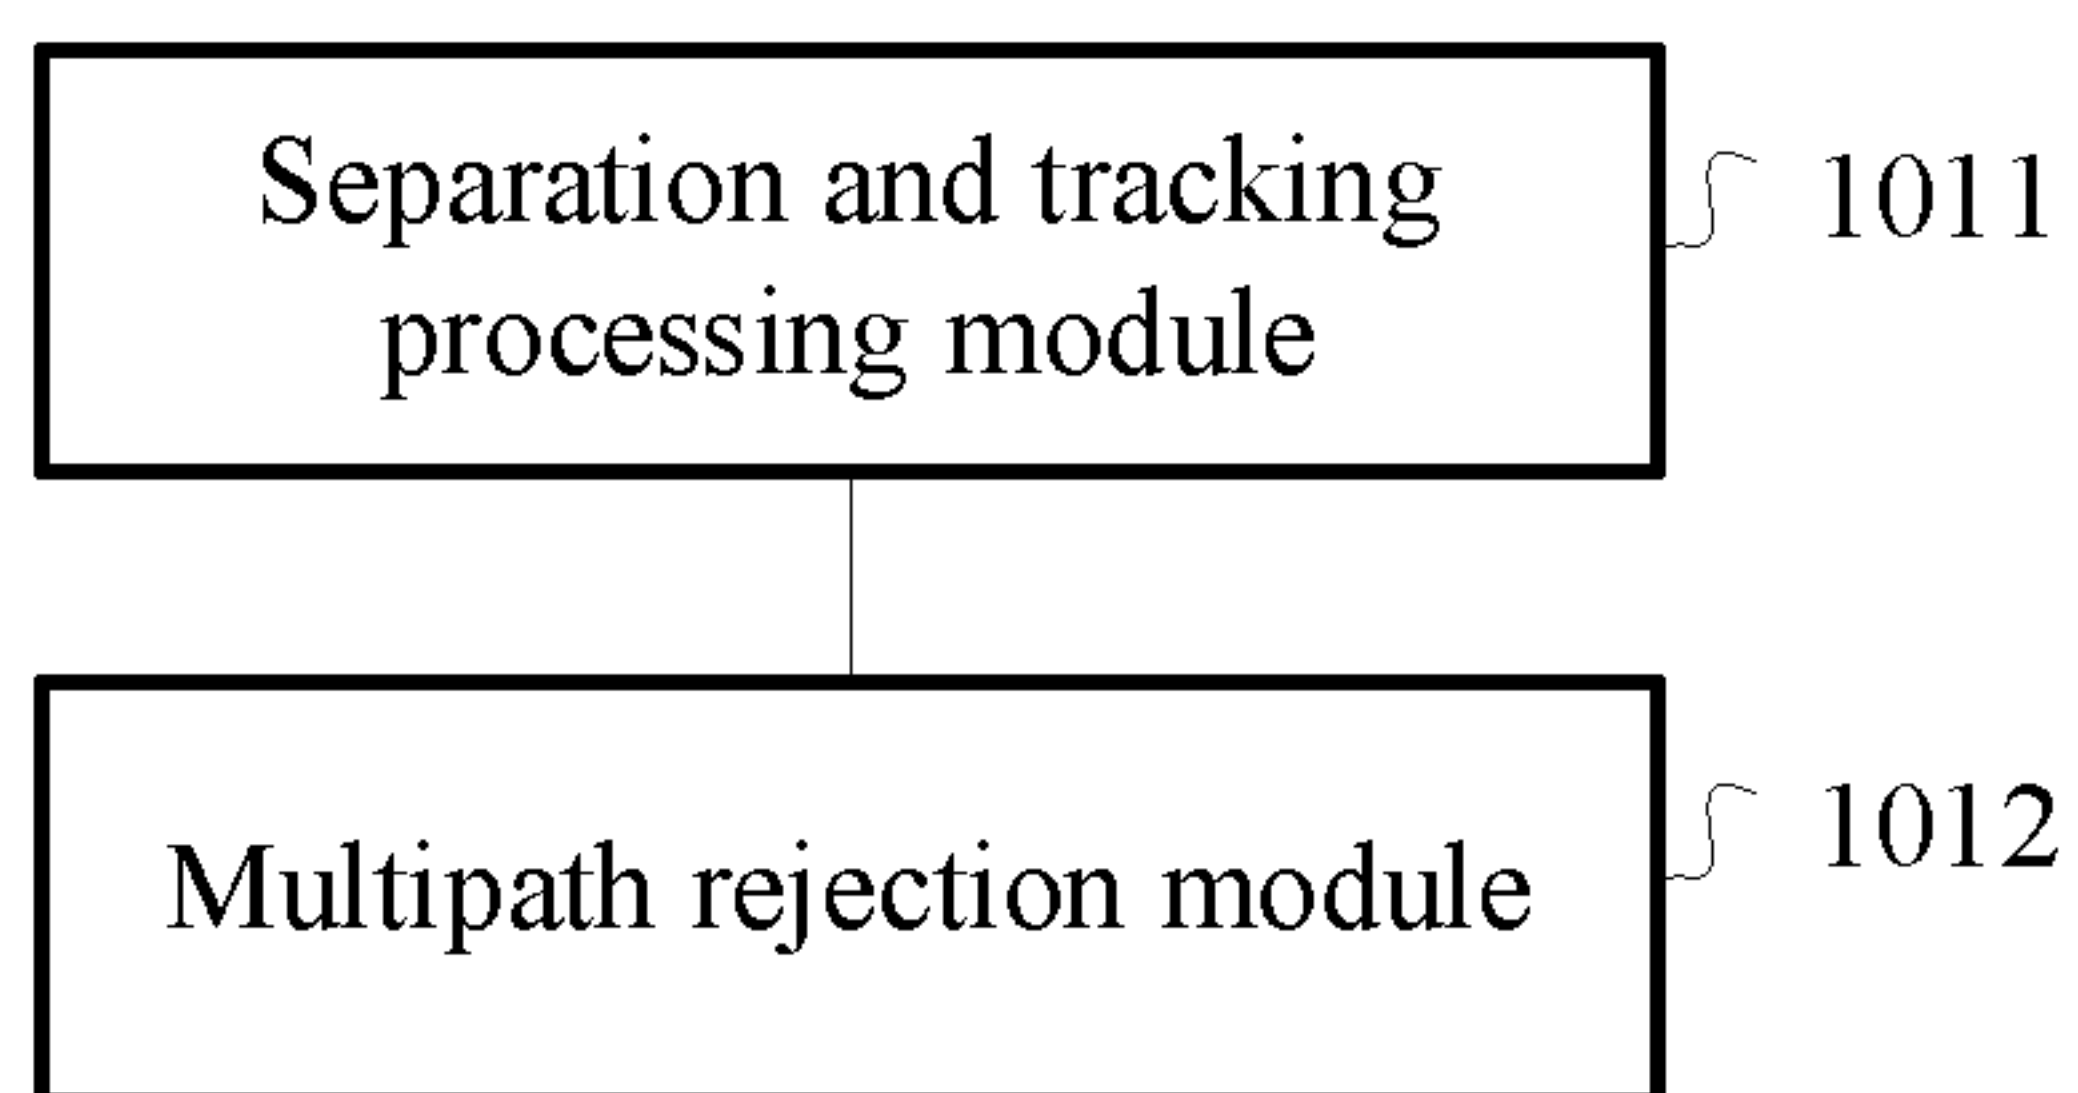 Separation and tracking
processing module
1011
Multipath rejection module
1012